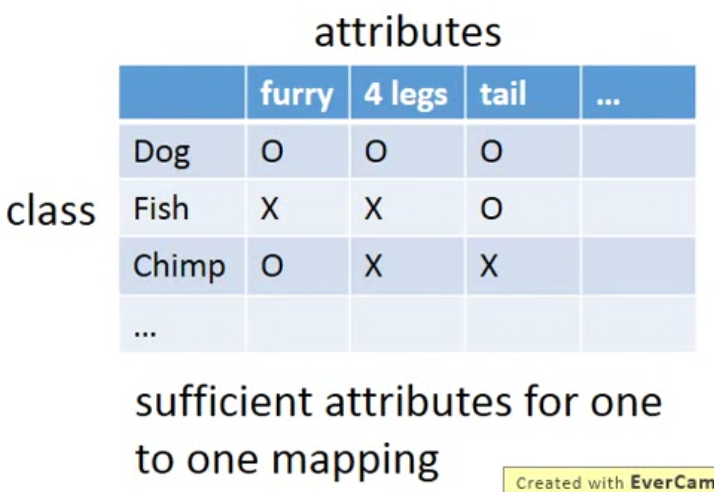 attributes
furry 4 legs tail ...
Dog O O O
class
Fish X X O
Chimp O X X
...
sufficient attributes for one
to one mapping
Created with EverCam